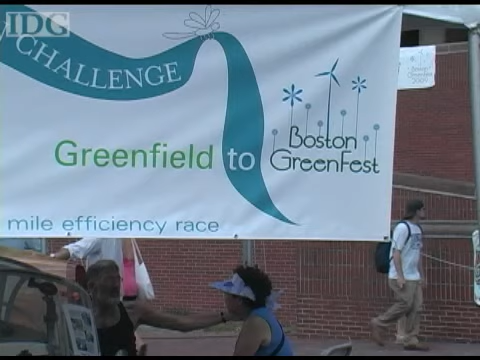 IDG
CHALLENGE
Boston
Greenfield to GreenFest
mile efficiency race